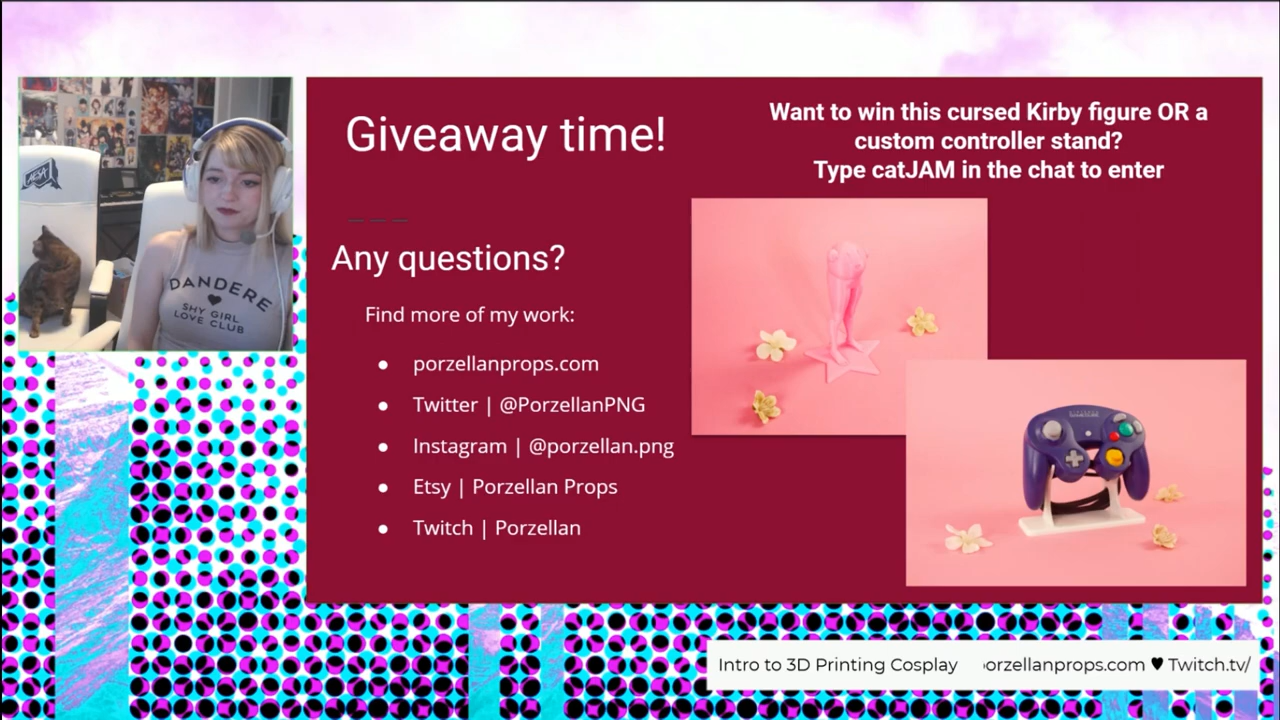 Giveaway time!
Want to win this cursed Kirby figure OR a
custom controller stand?
Type catJAM in the chat to enter
Any questions?
Find more of my work:
● porzellanprops.com
● Twitter | @PorzellanPNG
● Instagram | @porzellan.png
● Etsy | Porzellan Props
● Twitch | Porzellan
DANDERE
SHY GIRL
LOVE CLUB
Intro to 3D Printing Cosplay
orzellanprops.com ♥ Twitch.tv/